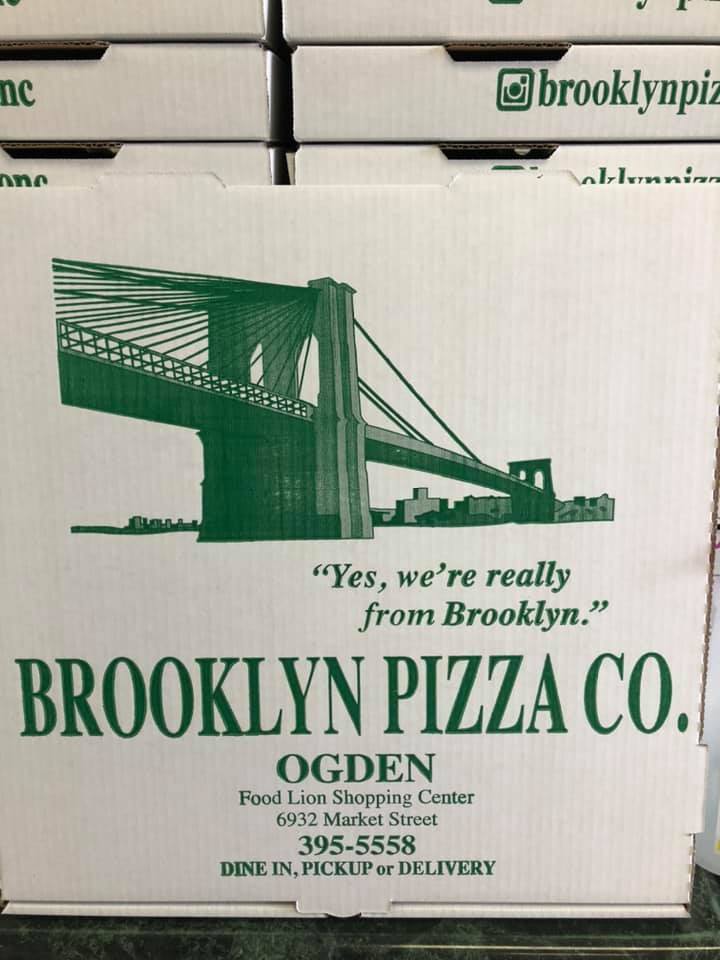 nc
brooklynpiz
“Yes, we’re really
from Brooklyn.”
BROOKLYN PIZZA CO.
OGDEN
Food Lion Shopping Center
6932 Market Street
395-5558
DINE IN, PICKUP or DELIVERY